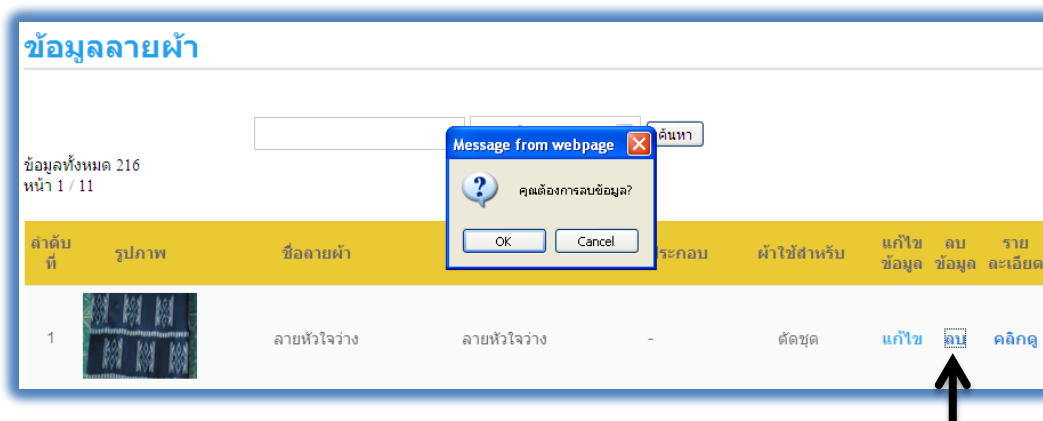 ข้อมูลลายผ้า
ค้นหา
Message from webpage
คุณต้องการลบข้อมูล?
OK Cancel
ข้อมูลทั้งหมด 216
หน้า 1 / 11
ลำดับ แก้ไข ลบ ราย
ที่ รูปภาพ ชื่อลายผ้า ประกอบ ผ้าใช้สำหรับ ข้อมูล ข้อมูล ละเอียด
1 ลายหัวใจว่าง ลายหัวใจว่าง - ตัดชุด แก้ไข ลบ คลิกดู